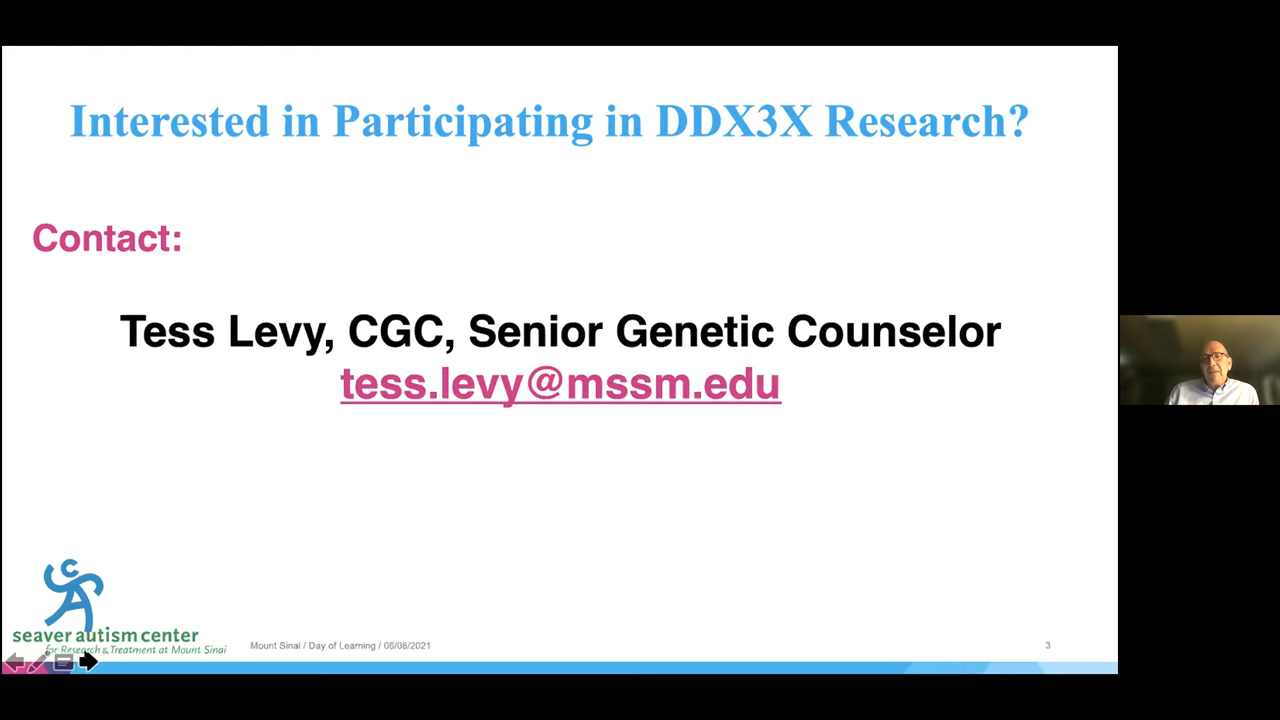 Interested in Participating in DDX3X Research?
Contact:
Tess Levy, CGC, Senior Genetic Counselor
tess.levy@mssm.edu
seaver autism center
for Research & Treatment at Mount Sinai
Mount Sinai / Day of Learning / 06/08/2021
3